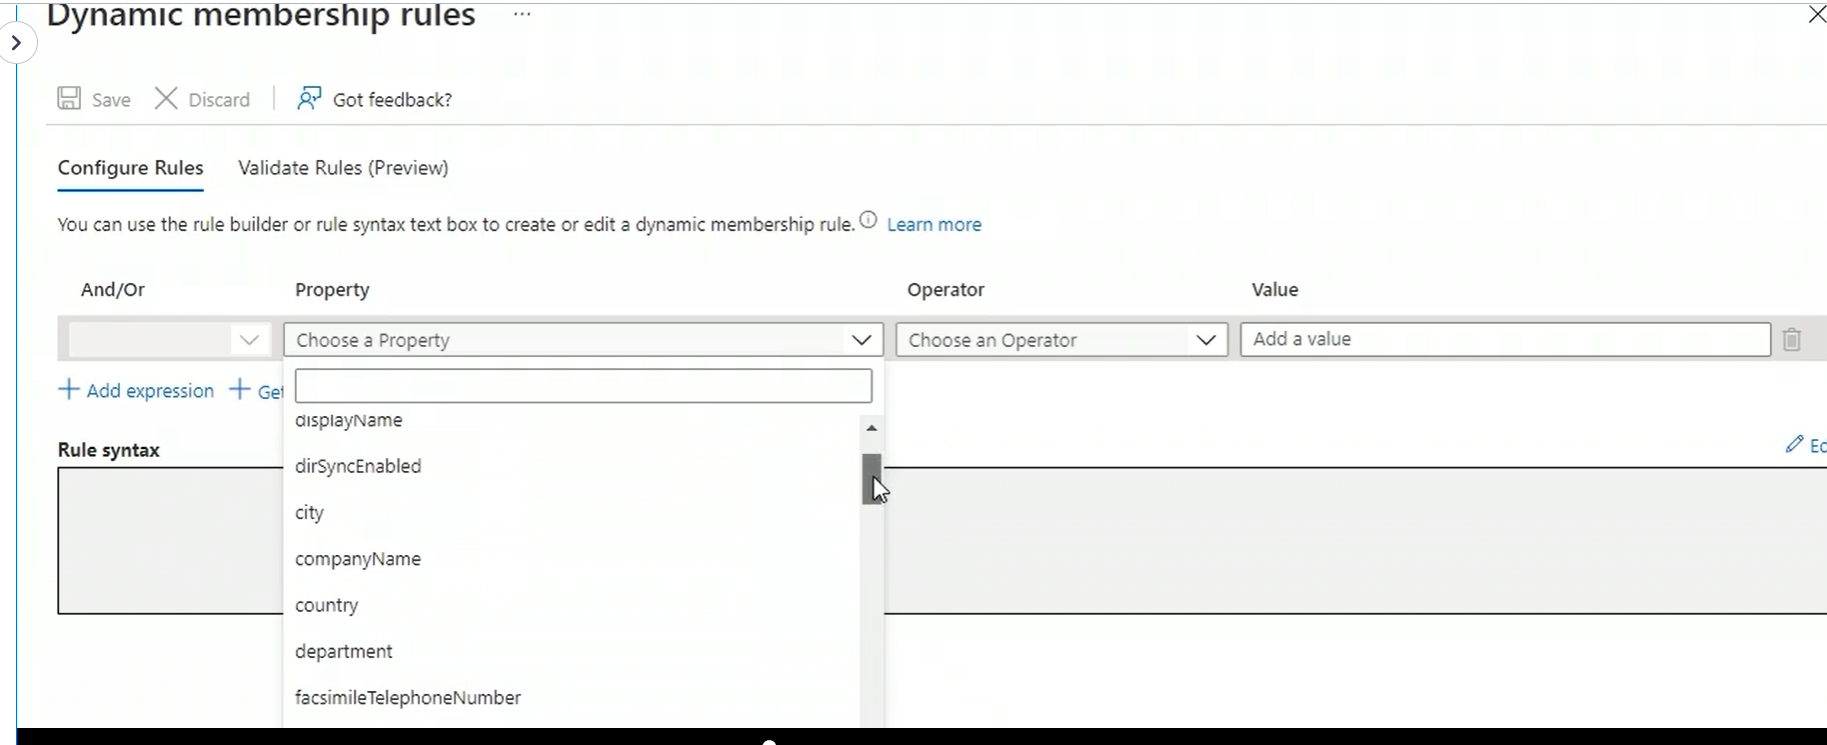 Dynamic membership rules ...
Save Discard Got feedback?
Configure Rules Validate Rules (Preview)
You can use the rule builder or rule syntax text box to create or edit a dynamic membership rule. Learn more
And/Or Property Operator Value
Choose a Property Choose an Operator Add a value
+ Add expression + Get
Rule syntax
displayName
dirSyncEnabled
city
companyName
country
department
facsimileTelephoneNumber